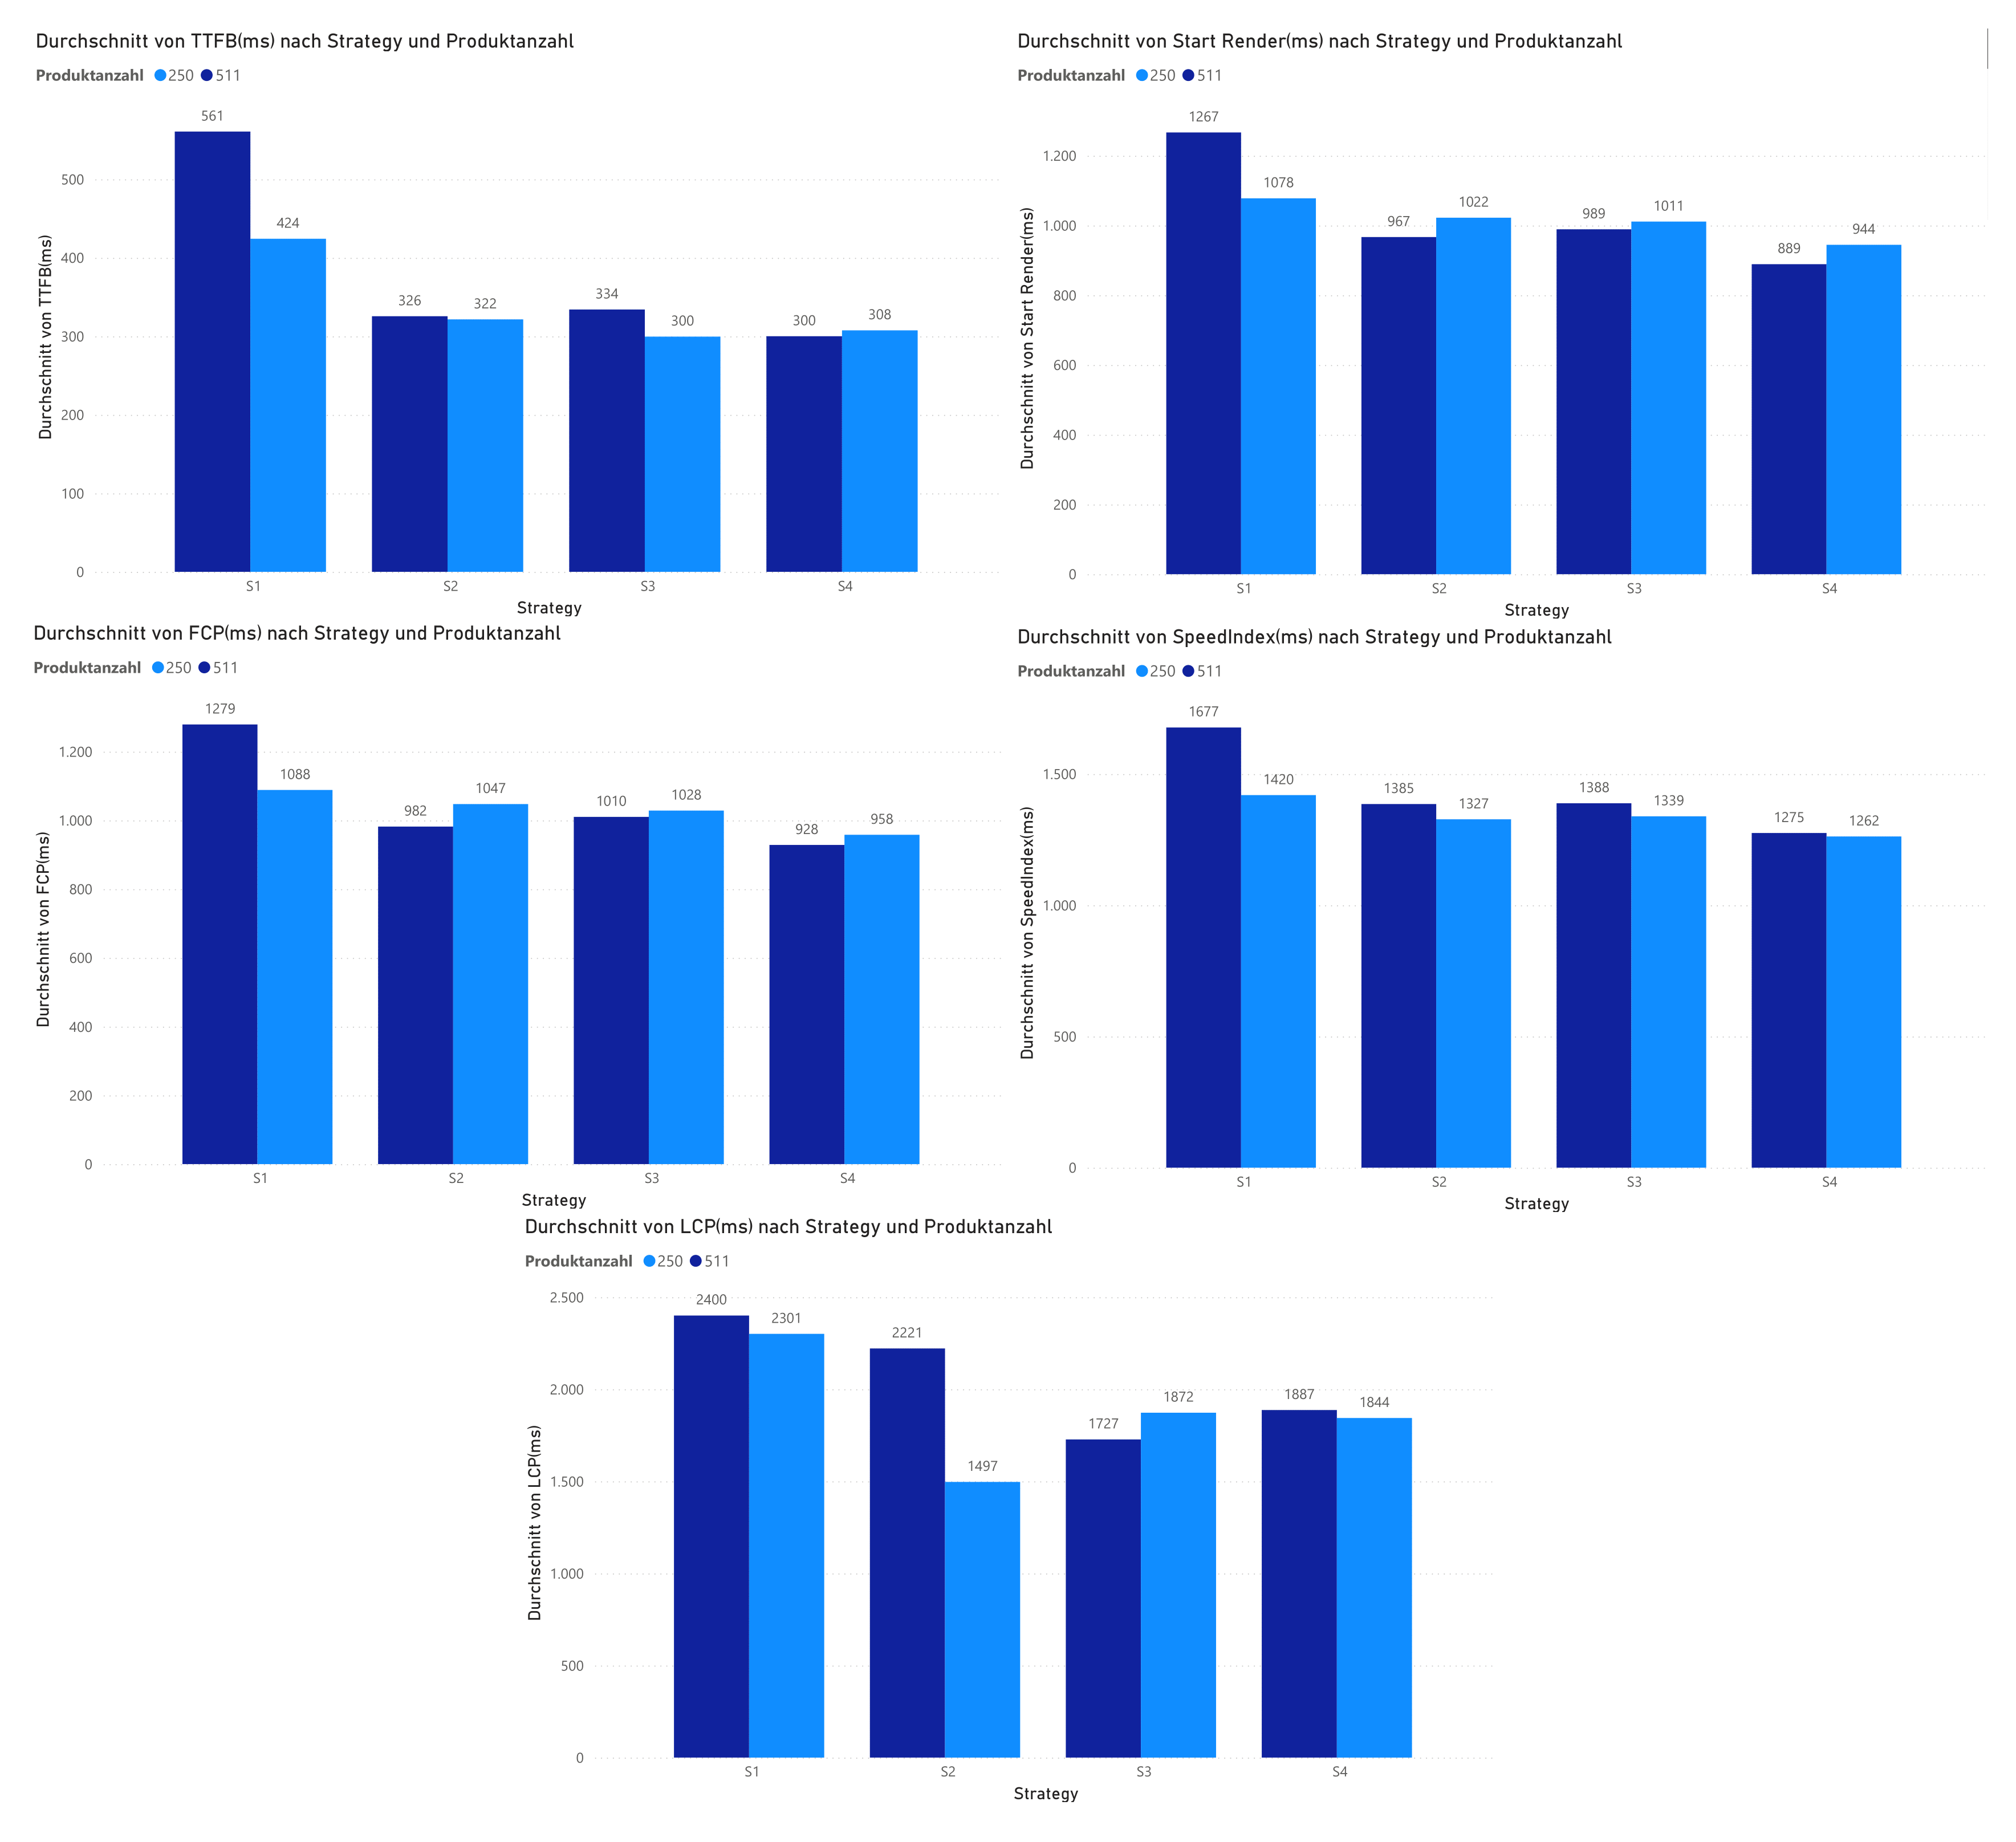 Durchschnitt von TTFB(ms) nach Strategy und Produktanzahl
Produktanzahl 250 511
Durchschnitt von TTFB(ms)
500
400
300
200
100
0
561
424
326
322
334
300
300
308
S1 S2 S3 S4
Strategy
Durchschnitt von Start Render(ms) nach Strategy und Produktanzahl
Produktanzahl 250 511
Durchschnitt von Start Render(ms)
1.200
1.000
800
600
400
200
0
1267
1078
967
1022
989
1011
889
944
S1 S2 S3 S4
Strategy
Durchschnitt von FCP(ms) nach Strategy und Produktanzahl
Produktanzahl 250 511
Durchschnitt von FCP(ms)
1.200
1.000
800
600
400
200
0
1279
1088
982
1047
1010
1028
928
958
S1 S2 S3 S4
Strategy
Durchschnitt von SpeedIndex(ms) nach Strategy und Produktanzahl
Produktanzahl 250 511
Durchschnitt von SpeedIndex(ms)
1.500
1.000
500
0
1677
1420
1385
1327
1388
1339
1275
1262
S1 S2 S3 S4
Strategy
Durchschnitt von LCP(ms) nach Strategy und Produktanzahl
Produktanzahl 250 511
Durchschnitt von LCP(ms)
2.500
2.000
1.500
1.000
500
0
2400
2301
2221
1497
1727
1872
1887
1844
S1 S2 S3 S4
Strategy